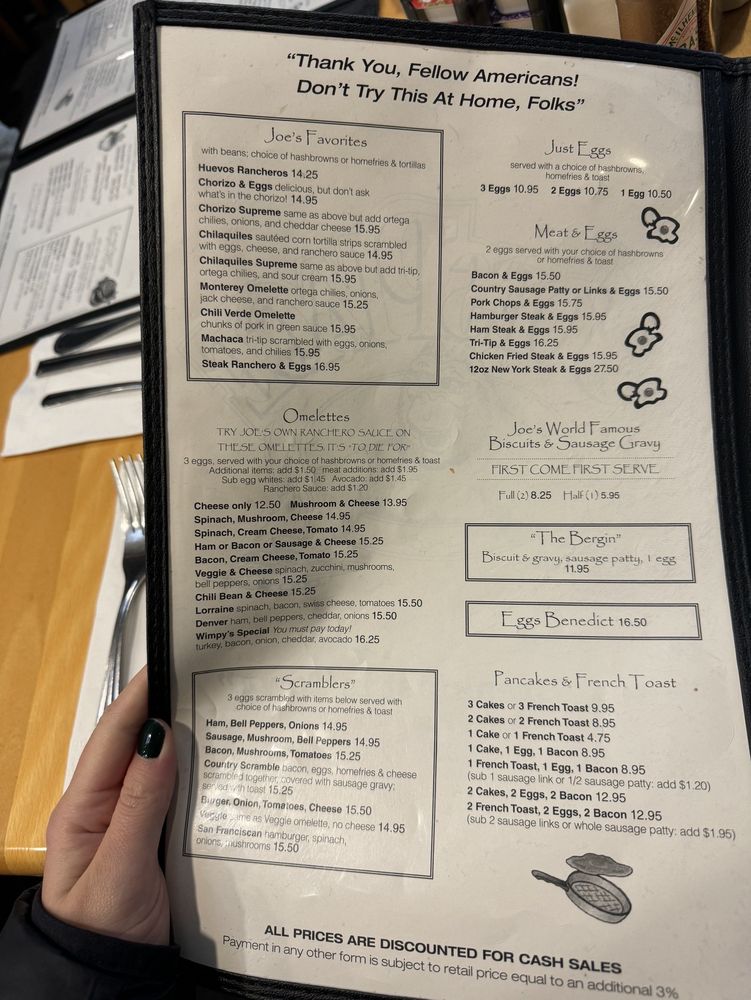 "Thank You, Fellow Americans!
Don't Try This At Home, Folks"
Joe's Favorites
with beans; choice of hashbrowns or homefries & tortillas
Huevos Rancheros 14.25
Chorizo & Eggs delicious, but don't ask
what's in the chorizo! 14.95
Chorizo Supreme same as above but add ortega
chilies, onions, and cheddar cheese 15.95
Chilaquiles sautéed corn tortilla strips scrambled
with eggs, cheese, and ranchero sauce 14.95
Chilaquiles Supreme same as above but add tri-tip,
ortega chilies, and sour cream 15.95
Monterey Omelette ortega chilies, onions,
jack cheese, and ranchero sauce 15.25
Chili Verde Omelette
chunks of pork in green sauce 15.95
Machaca tri-tip scrambled with eggs, onions,
tomatoes, and chilies 15.95
Steak Ranchero & Eggs 16.95
Omelettes
TRY JOE'S OWN RANCHERO SAUCE ON
THESE OMELETTES. IT'S "TO DIE FOR"
3 eggs, served with your choice of hashbrowns or homefries & toast
Additional items: add $1.50 meat additions: add $1.95
Sub egg whites: add $1.45 Avocado: add $1.45
Ranchero Sauce: add $1.20
Cheese only 12.50 Mushroom & Cheese 13.95
Spinach, Mushroom, Cheese 14.95
Spinach, Cream Cheese, Tomato 14.95
Ham or Bacon or Sausage & Cheese 15.25
Bacon, Cream Cheese, Tomato 15.25
Veggie & Cheese spinach, zucchini, mushrooms,
bell peppers, onions 15.25
Chili Bean & Cheese 15.25
Lorraine spinach, bacon, swiss cheese, tomatoes 15.50
Denver ham, bell peppers, cheddar, onions 15.50
Wimpy's Special You must pay today!
turkey, bacon, onion, cheddar, avocado 16.25
"Scramblers"
3 eggs scrambled with items below served with
choice of hashbrowns or homefries & toast
Ham, Bell Peppers, Onions 14.95
Sausage, Mushroom, Bell Peppers 14.95
Bacon, Mushrooms, Tomatoes 15.25
Country Scramble bacon, eggs, homefries & cheese
scrambled together, covered with sausage gravy;
served with toast 15.25
Burger, Onion, Tomatoes, Cheese 15.50
Veggie same as Veggie omelette, no cheese 14.95
San Franciscan hamburger, spinach,
onions, mushrooms 15.50
Just Eggs
served with a choice of hashbrowns,
homefries & toast
3 Eggs 10.95 2 Eggs 10.75 1 Egg 10.50
Meat & Eggs
2 eggs served with your choice of hashbrowns
or homefries & toast
Bacon & Eggs 15.50
Country Sausage Patty or Links & Eggs 15.50
Pork Chops & Eggs 15.75
Hamburger Steak & Eggs 15.95
Ham Steak & Eggs 15.95
Tri-Tip & Eggs 16.25
Chicken Fried Steak & Eggs 15.95
12oz New York Steak & Eggs 27.50
Joe's World Famous
Biscuits & Sausage Gravy
FIRST COME FIRST SERVE
Full (2) 8.25 Half (1) 5.95
"The Bergin"
Biscuit & gravy, sausage patty, 1 egg
11.95
Eggs Benedict 16.50
Pancakes & French Toast
3 Cakes or 3 French Toast 9.95
2 Cakes or 2 French Toast 8.95
1 Cake or 1 French Toast 4.75
1 Cake, 1 Egg, 1 Bacon 8.95
1 French Toast, 1 Egg, 1 Bacon 8.95
(sub 1 sausage link or 1/2 sausage patty: add $1.20)
2 Cakes, 2 Eggs, 2 Bacon 12.95
2 French Toast, 2 Eggs, 2 Bacon 12.95
(sub 2 sausage links or whole sausage patty: add $1.95)
ALL PRICES ARE DISCOUNTED FOR CASH SALES
Payment in any other form is subject to retail price equal to an additional 3%